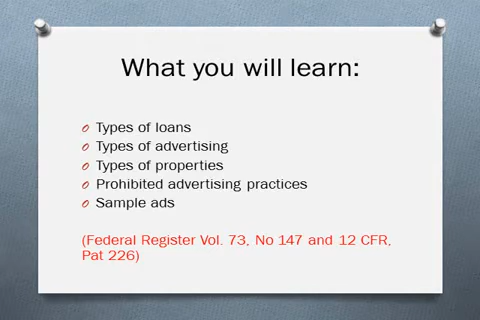 What you will learn:
Types of loans
Types of advertising
Types of properties
Prohibited advertising practices
Sample ads
(Federal Register Vol. 73, No 147 and 12 CFR,
Pat 226)